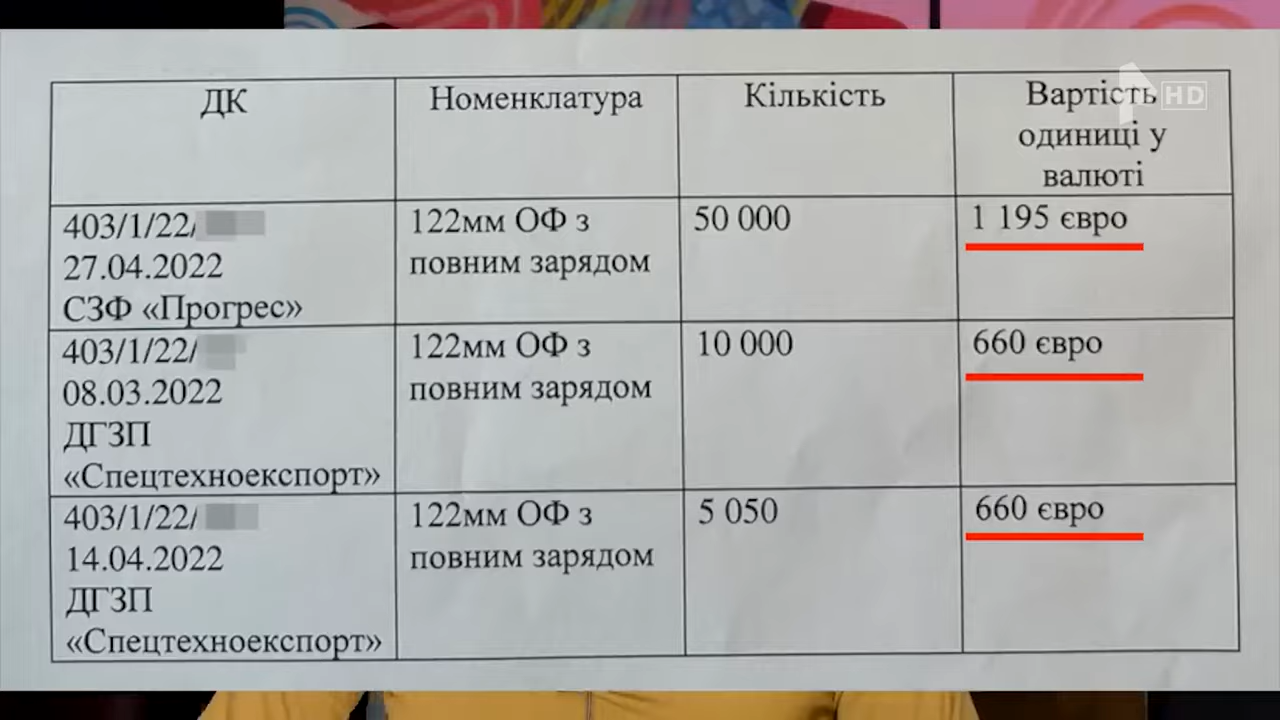 ДК
Номенклатура
Кількість
Вартість
одиниці у
валюті
HD
403/1/22/
27.04.2022
СЗФ «Прогрес»
122мм ОФ з
повним зарядом
50 000
1 195 євро
403/1/22/
08.03.2022
ДГЗП
«Спецтехноекспорт»
122мм ОФ з
повним зарядом
10 000
660 євро
403/1/22/
14.04.2022
ДГЗП
«Спецтехноекспорт»
122мм ОФ з
повним зарядом
5 050
660 євро